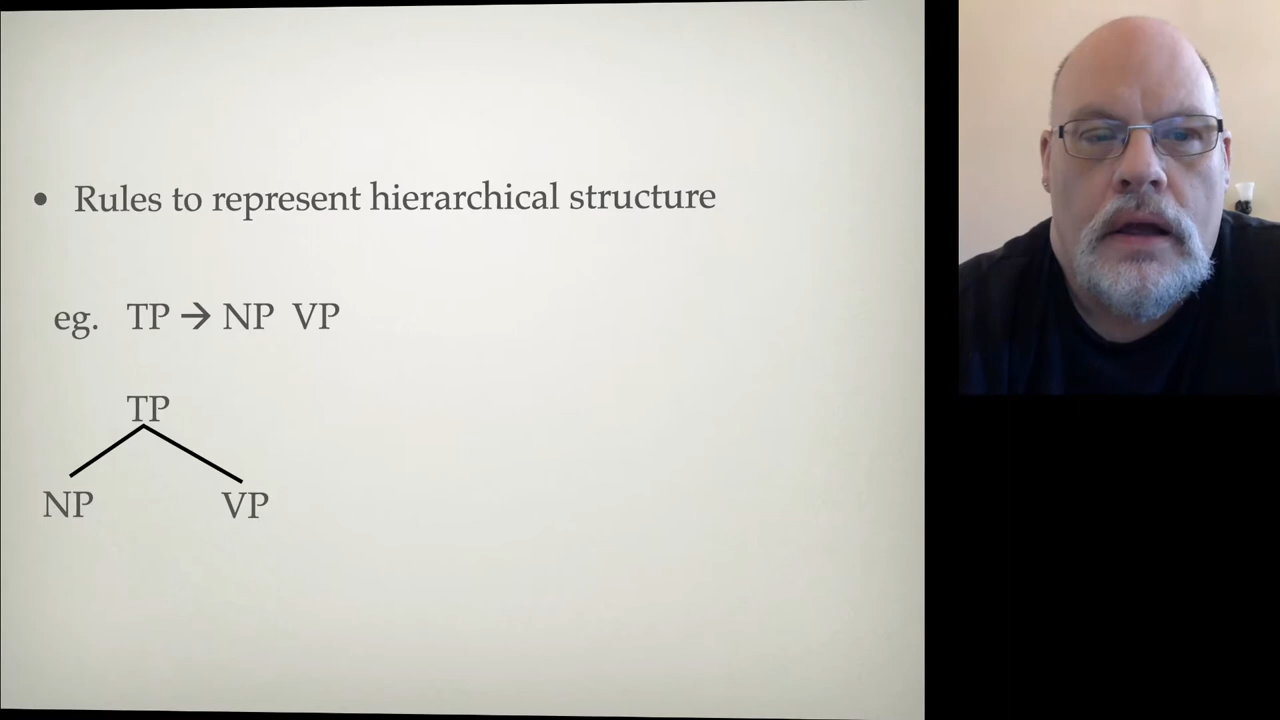 • Rules to represent hierarchical structure
eg. TP → NP VP
TP
NP VP